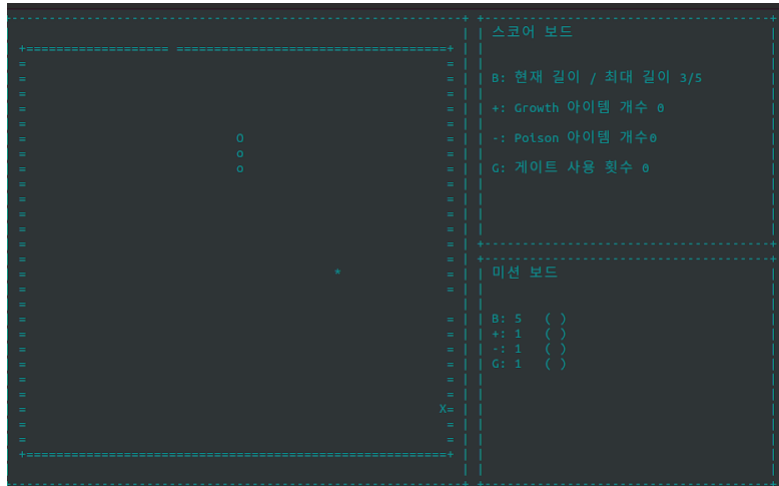 스코어 보드
B: 현재 길이 / 최대 길이 3/5
+: Growth 아이템 개수 0
-: Poison 아이템 개수0
G: 게이트 사용 횟수 0
O
o
o
*
X
미션 보드
B: 5 ( )
+: 1 ( )
-: 1 ( )
G: 1 ( )